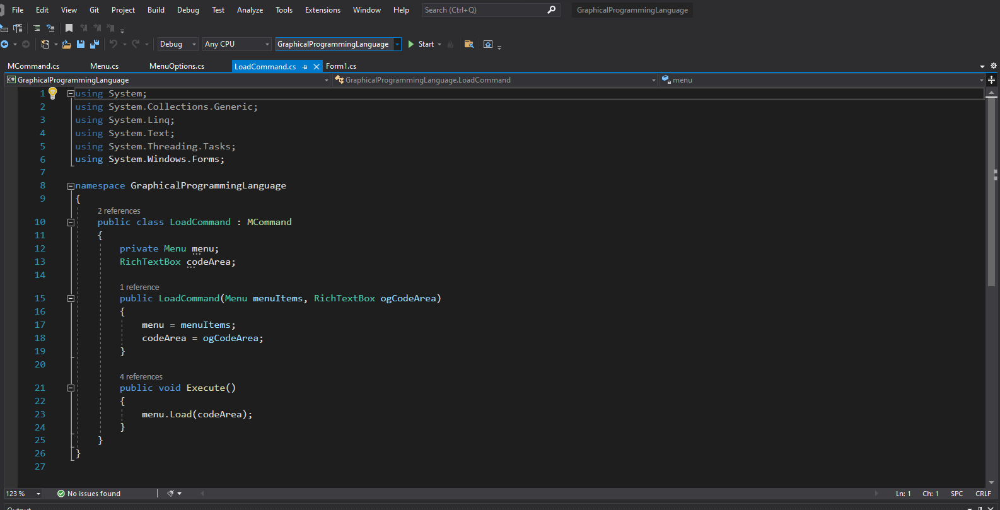 File Edit View Git Project Build Debug Test Analyze Tools Extensions Window Help Search (Ctrl+Q) GraphicalProgrammingLanguage
Debug Any CPU GraphicalProgrammingLanguage Start
MCommand.cs Menu.cs MenuOptions.cs LoadCommand.cs Form1.cs
C# GraphicalProgrammingLanguage GraphicalProgrammingLanguage.LoadCommand menu
1 using System;
2 using System.Collections.Generic;
3 using System.Linq;
4 using System.Text;
5 using System.Threading.Tasks;
6 using System.Windows.Forms;
7
8 namespace GraphicalProgrammingLanguage
9 {
2 references
10 public class LoadCommand : MCommand
11 {
12 private Menu menu;
13 RichTextBox codeArea;
14
1 reference
15 public LoadCommand(Menu menuItems, RichTextBox ogCodeArea)
16 {
17 menu = menuItems;
18 codeArea = ogCodeArea;
19 }
20
4 references
21 public void Execute()
22 {
23 menu.Load(codeArea);
24 }
25 }
26 }
27
123 % No issues found Ln: 1 Ch: 1 SPC CRLF
Output